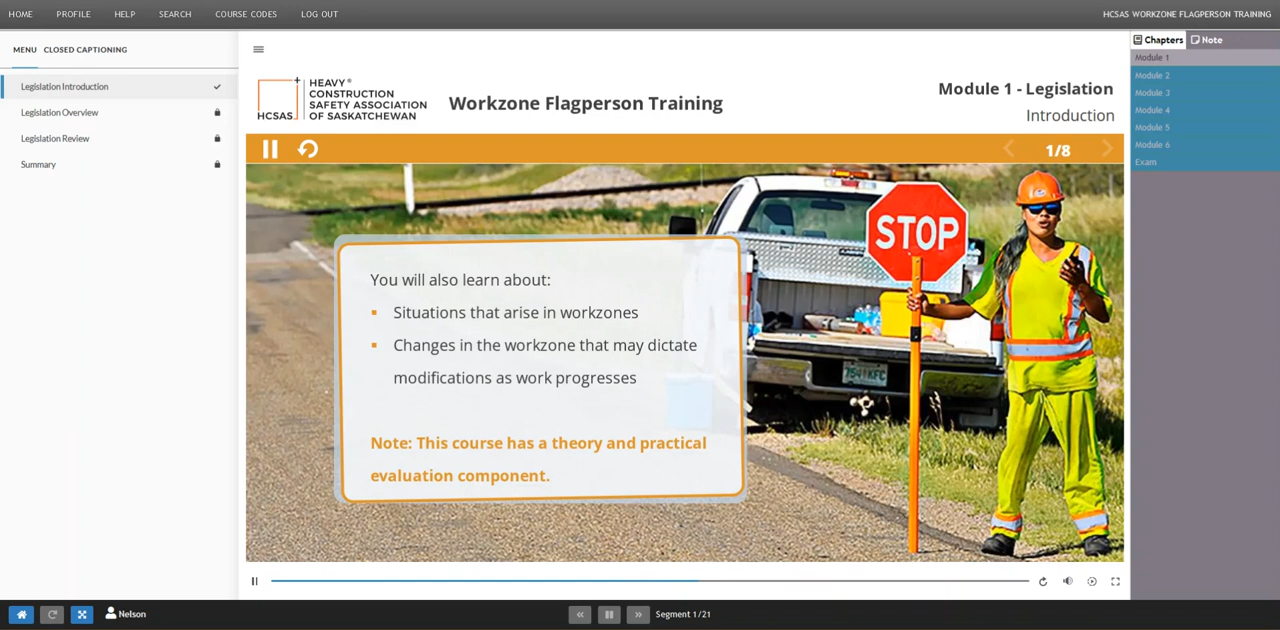 HOME PROFILE HELP SEARCH COURSE CODES LOG OUT HCSAS WORKZONE FLAGPERSON TRAINING
MENU CLOSED CAPTIONING
Legislation Introduction
Legislation Overview
Legislation Review
Summary
HEAVY®
CONSTRUCTION
SAFETY ASSOCIATION
HCSAS OF SASKATCHEWAN
Workzone Flagperson Training
Module 1 - Legislation
Introduction
1/8
STOP
You will also learn about:
▪ Situations that arise in workzones
▪ Changes in the workzone that may dictate
modifications as work progresses
Note: This course has a theory and practical
evaluation component.
Chapters Note
Module 1
Module 2
Module 3
Module 4
Module 5
Module 6
Exam
Nelson
Segment 1/21